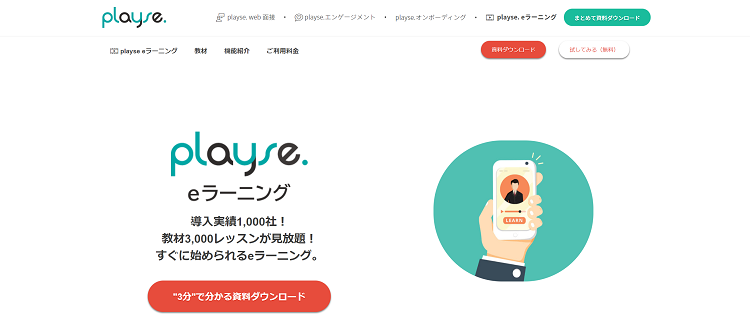 playse.
playse. web 面接
playse.エンゲージメント
playse.オンボーディング
playse. eラーニング
まとめて資料ダウンロード
playse eラーニング
教材
機能紹介
ご利用料金
資料ダウンロード
試してみる（無料）
playse.
eラーニング
導入実績1,000社！
教材3,000レッスンが見放題！
すぐに始められるeラーニング。
"3分"で分かる資料ダウンロード
LEARN